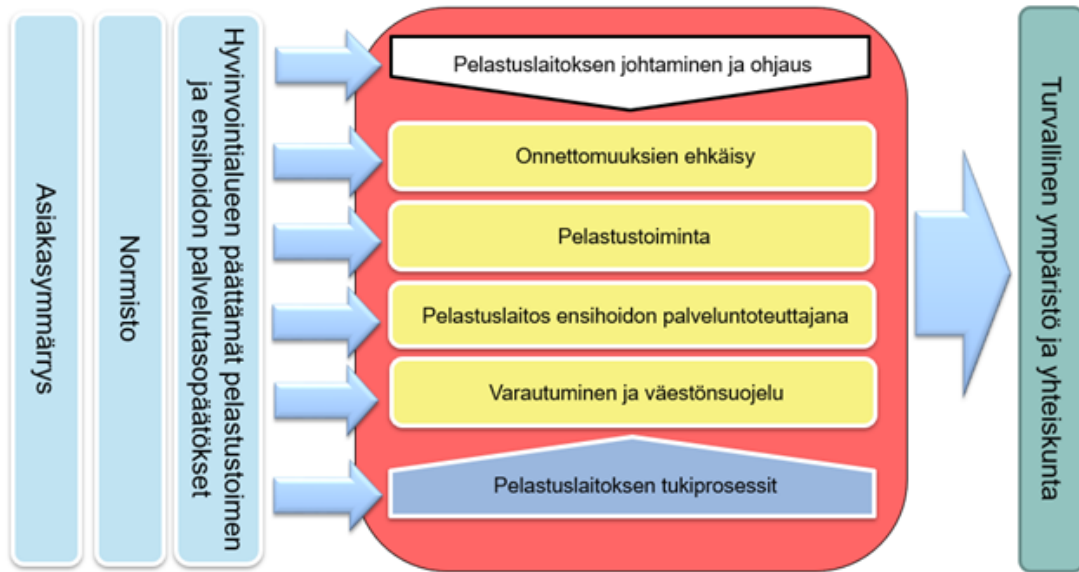 Asiakasymmärrys
Normisto
Hyvinvointialueen päättämät pelastustoimen
ja ensihoidon palvelutasopäätökset
Pelastuslaitoksen johtaminen ja ohjaus
Onnettomuuksien ehkäisy
Pelastustoiminta
Pelastuslaitos ensihoidon palveluntoteuttajana
Varautuminen ja väestönsuojelu
Pelastuslaitoksen tukiprosessit
Turvallinen ympäristö ja yhteiskunta